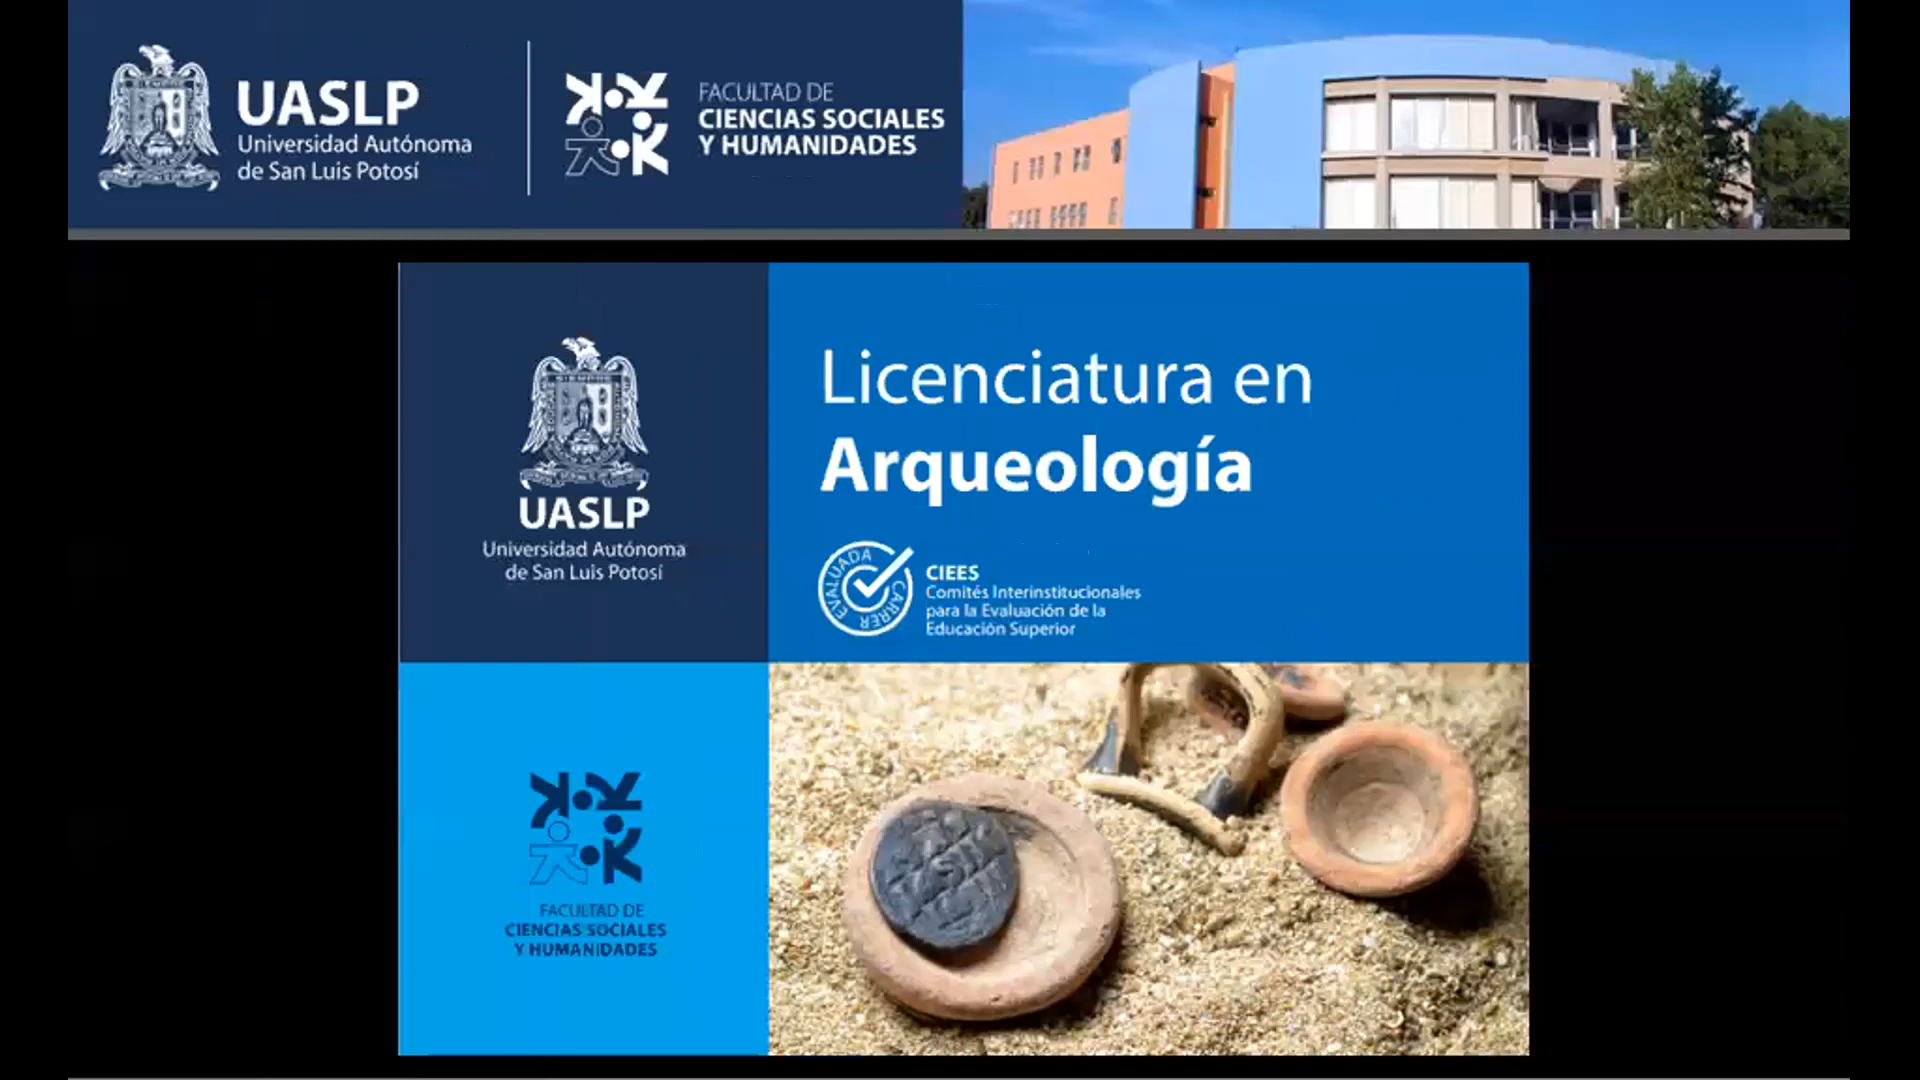 UASLP
Universidad Autónoma
de San Luis Potosí
FACULTAD DE
CIENCIAS SOCIALES
Y HUMANIDADES
UASLP
Universidad Autónoma
de San Luis Potosí
Licenciatura en
Arqueología
EVALUADA
CARRER
CIEES
Comités Interinstitucionales
para la Evaluación de la
Educación Superior
FACULTAD DE
CIENCIAS SOCIALES
Y HUMANIDADES